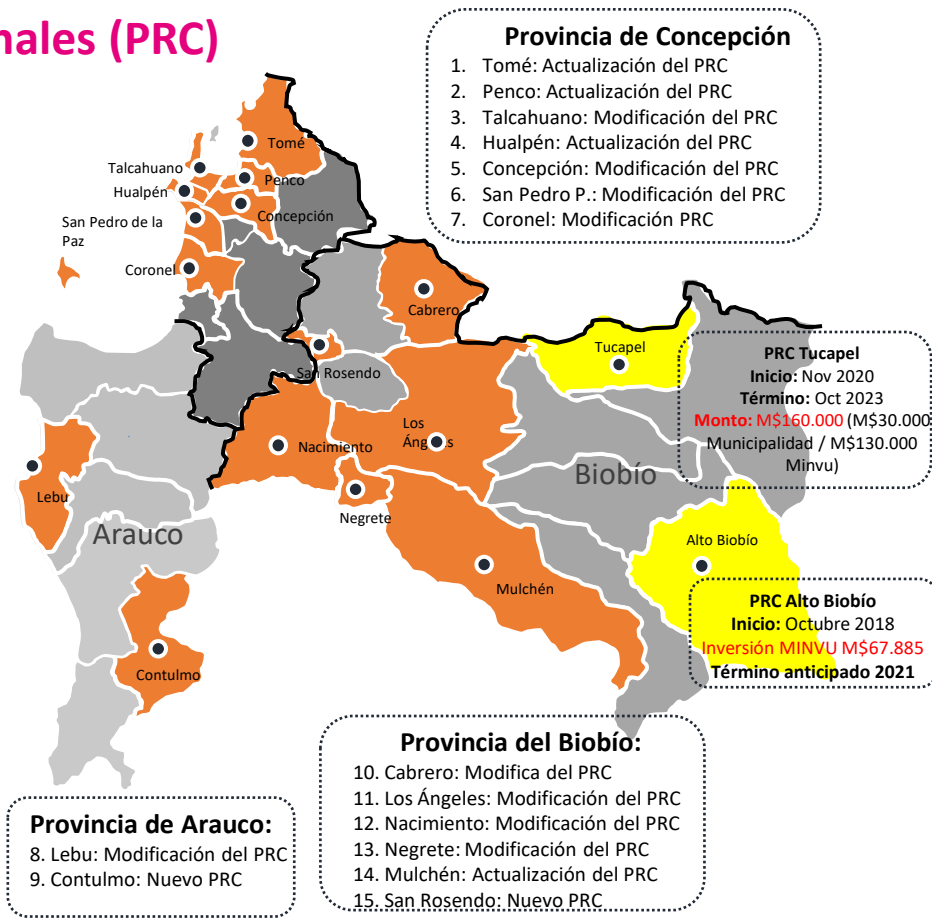 nales (PRC)
Provincia de Concepción
1. Tomé: Actualización del PRC
2. Penco: Actualización del PRC
3. Talcahuano: Modificación del PRC
4. Hualpén: Actualización del PRC
5. Concepción: Modificación del PRC
6. San Pedro P.: Modificación del PRC
7. Coronel: Modificación PRC
Tomé
Talcahuano
Penco
Hualpén
Concepción
San Pedro de la
Paz
Coronel
Cabrero
Tucapel
San Rosendo
PRC Tucapel
Inicio: Nov 2020
Término: Oct 2023
Monto: M$160.000 (M$30.000
Municipalidad / M$130.000
Minvu)
Los
Ángeles
Nacimiento
Biobío
Lebu
Negrete
Arauco
Alto Biobío
Mulchén
PRC Alto Biobío
Inicio: Octubre 2018
Inversión MINVU M$67.885
Término anticipado 2021
Contulmo
Provincia de Arauco:
8. Lebu: Modificación del PRC
9. Contulmo: Nuevo PRC
Provincia del Biobío:
10. Cabrero: Modifica del PRC
11. Los Ángeles: Modificación del PRC
12. Nacimiento: Modificación del PRC
13. Negrete: Modificación del PRC
14. Mulchén: Actualización del PRC
15. San Rosendo: Nuevo PRC